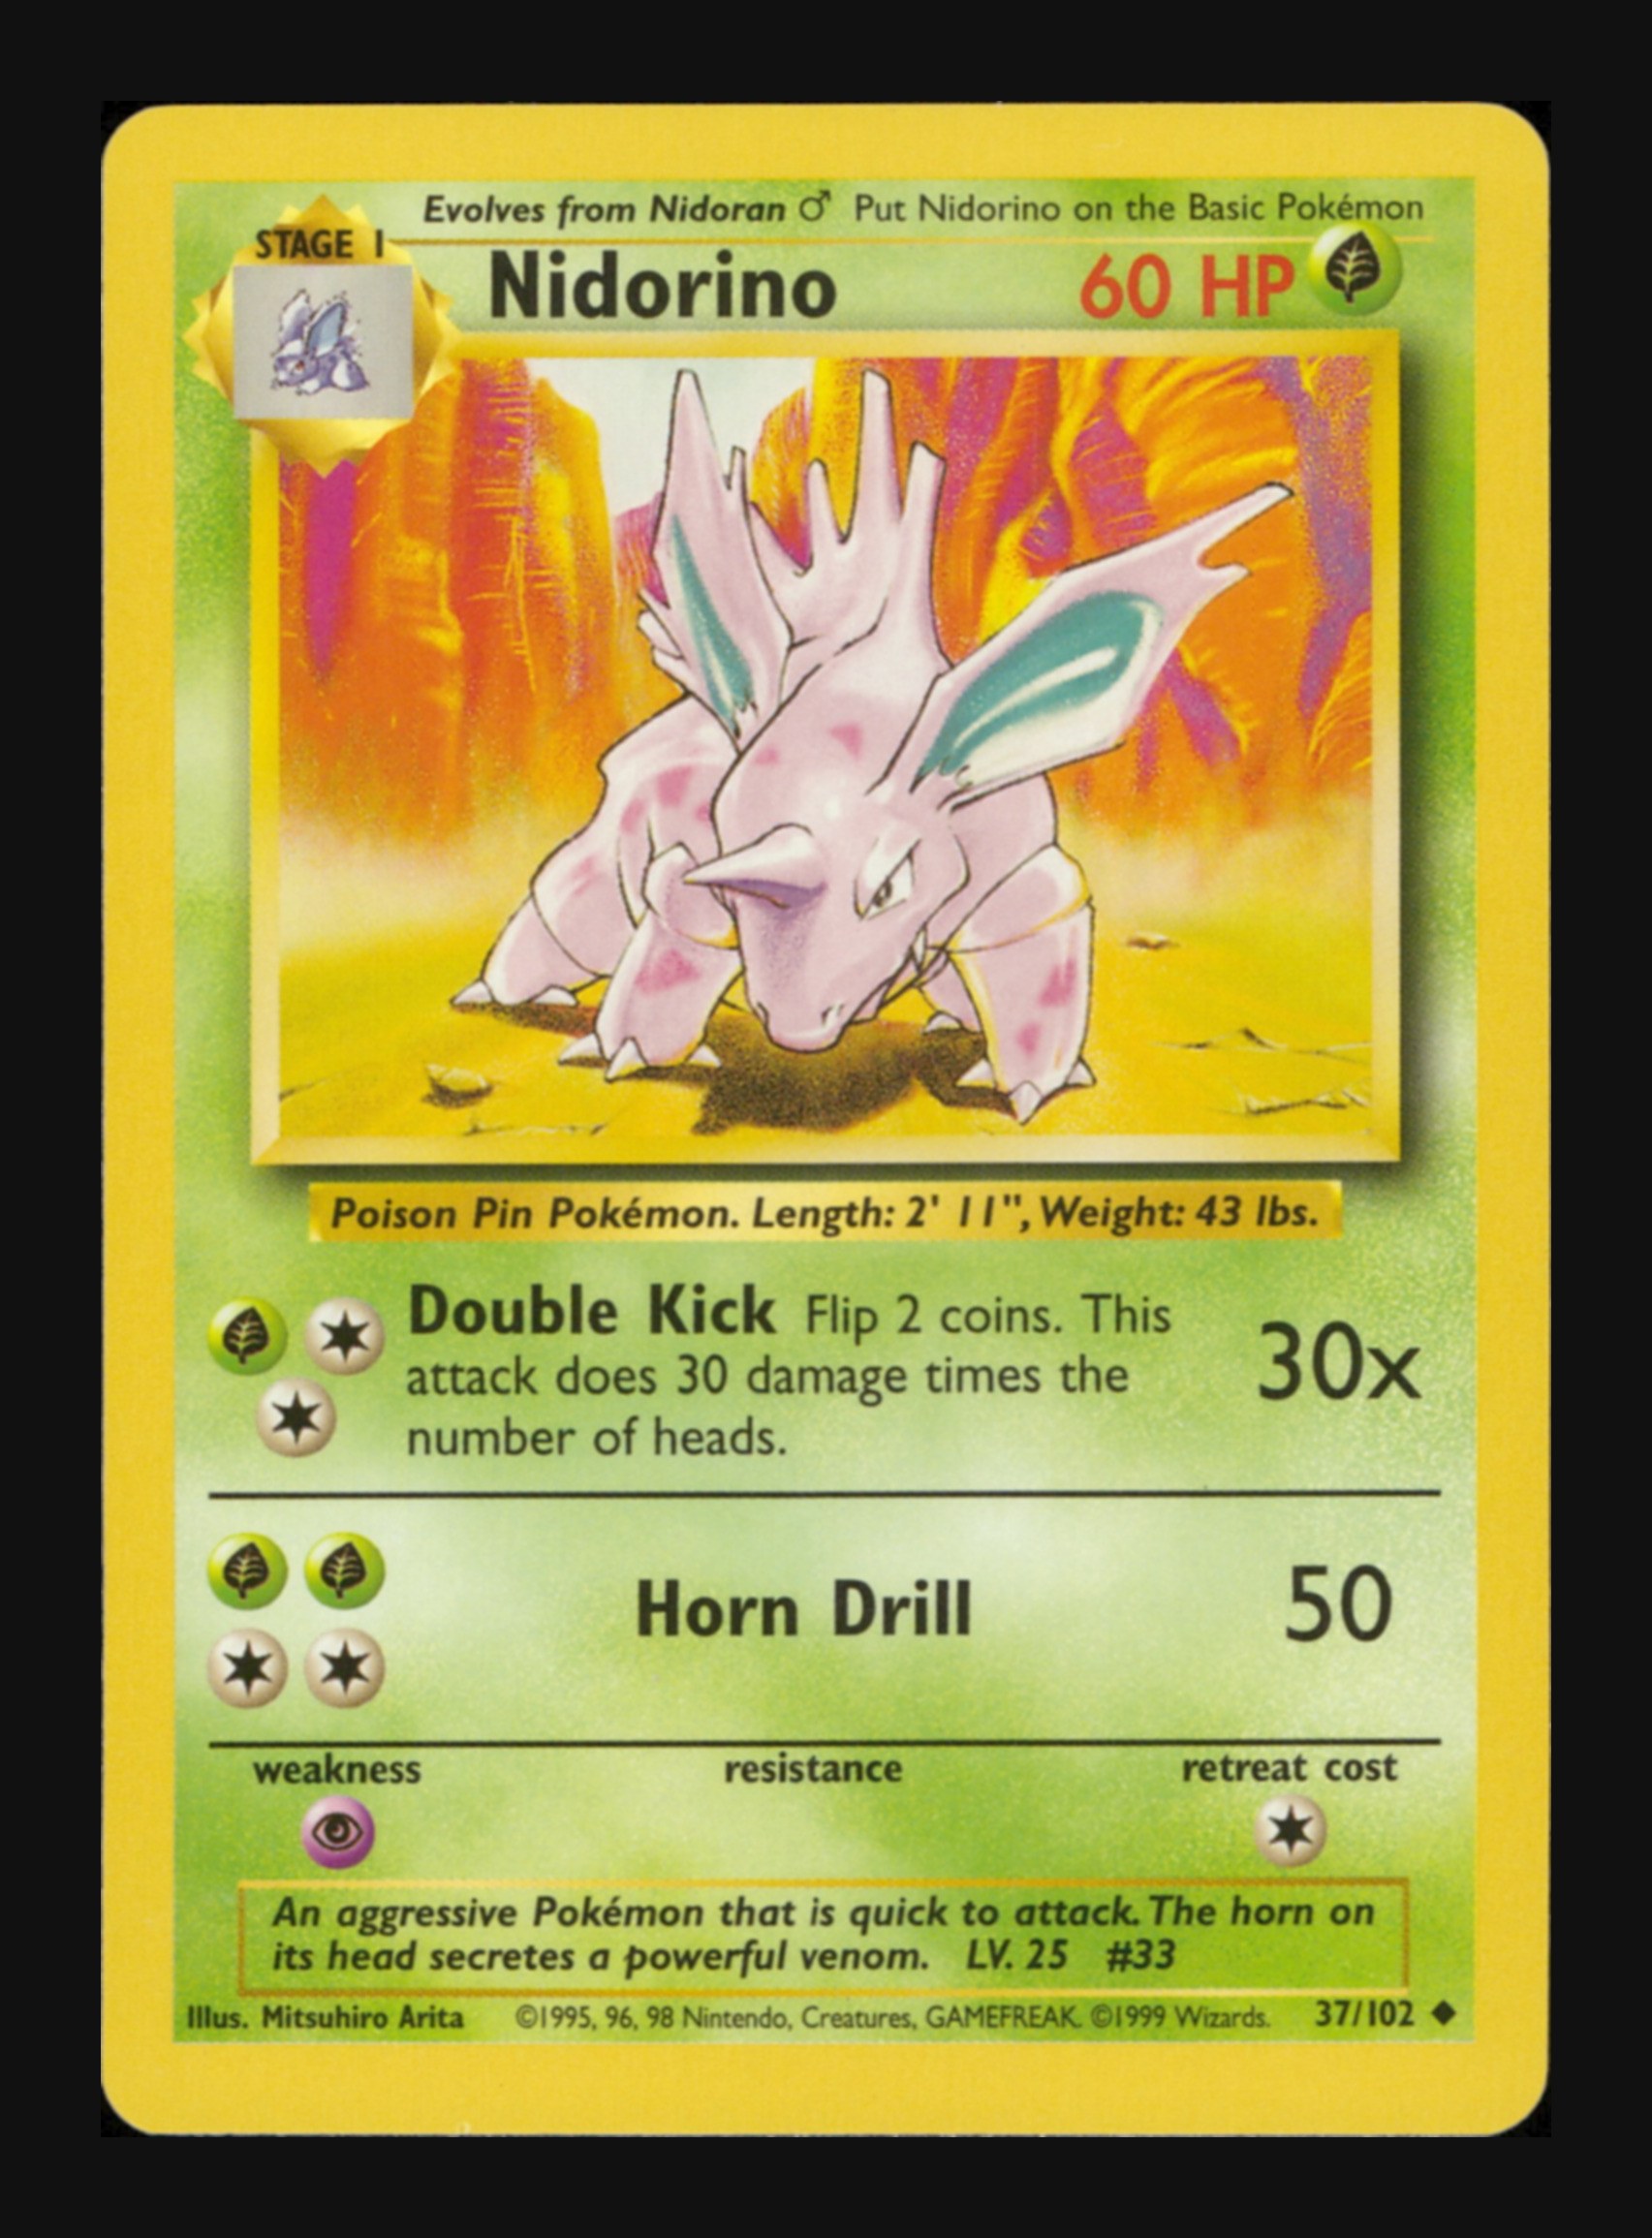 Evolves from Nidoran ♂ Put Nidorino on the Basic Pokémon
STAGE 1
Nidorino 60 HP
Poison Pin Pokémon. Length: 2' 11", Weight: 43 lbs.
Double Kick Flip 2 coins. This
attack does 30 damage times the
number of heads.
30x
Horn Drill 50
weakness resistance retreat cost
An aggressive Pokémon that is quick to attack. The horn on
its head secretes a powerful venom. LV. 25 #33
Illus. Mitsuhiro Arita ©1995, 96, 98 Nintendo, Creatures, GAMEFREAK. ©1999 Wizards. 37/102 ◆